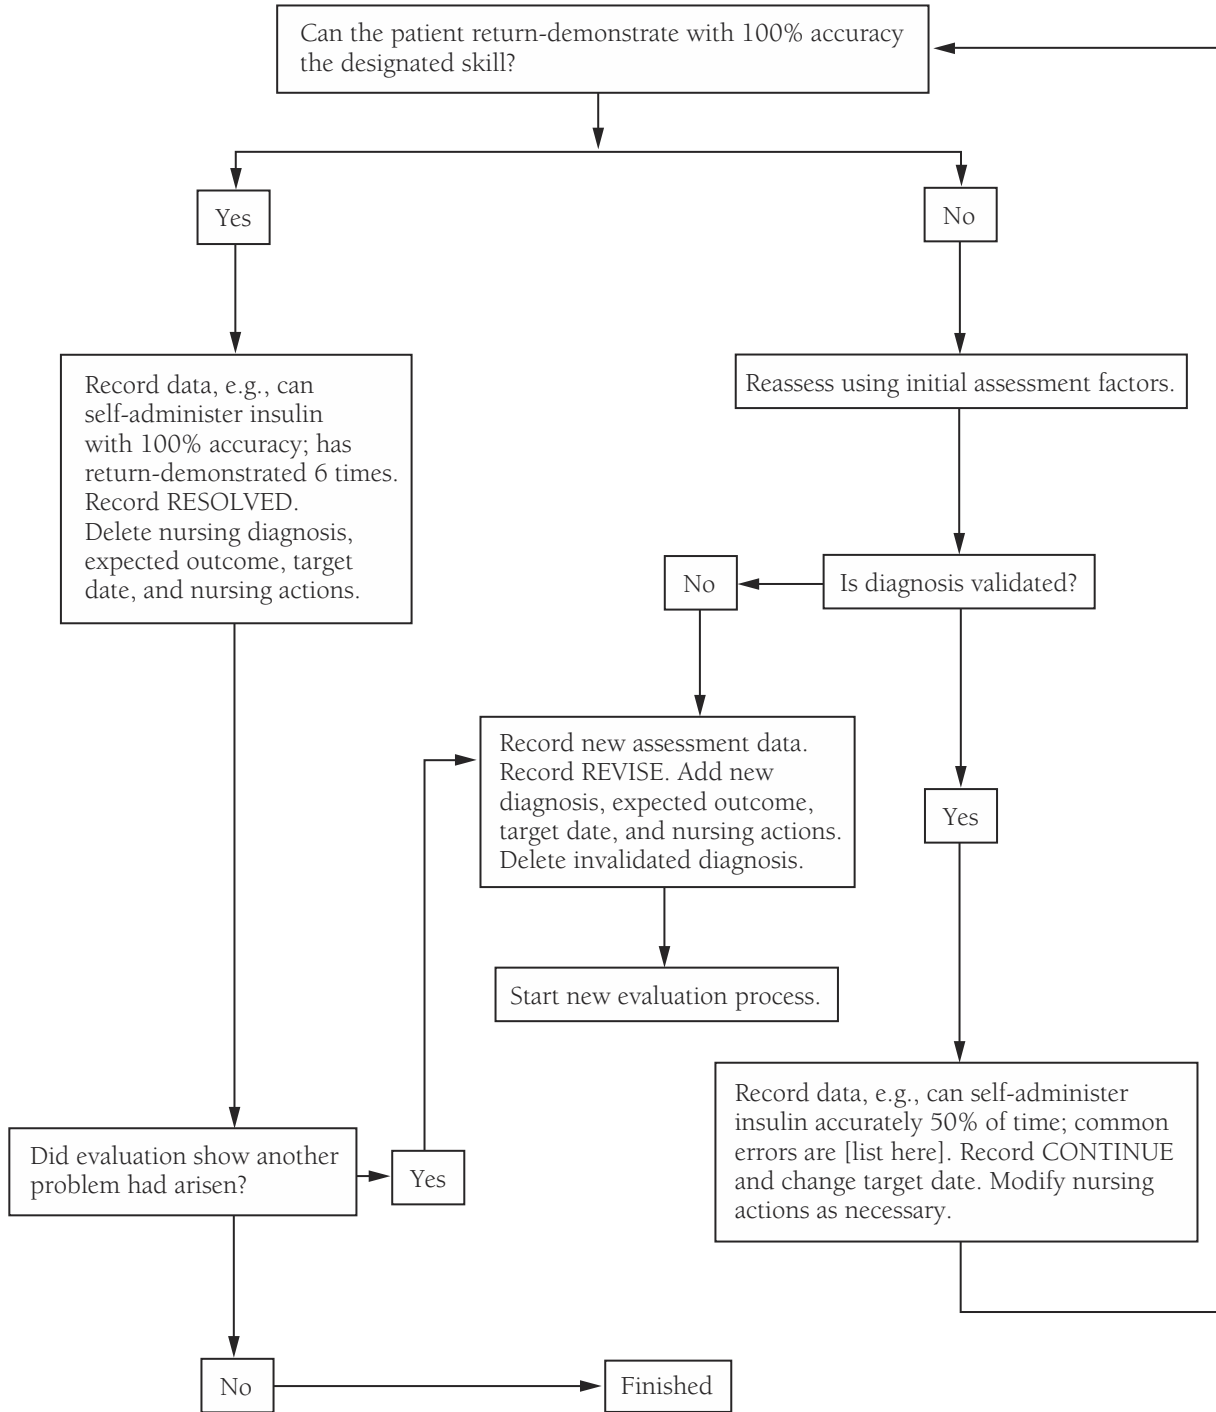 Can the patient return-demonstrate with 100% accuracy
the designated skill?
Yes
No
Record data, e.g., can
self-administer insulin
with 100% accuracy; has
return-demonstrated 6 times.
Record RESOLVED.
Delete nursing diagnosis,
expected outcome, target
date, and nursing actions.
Reassess using initial assessment factors.
No
Is diagnosis validated?
Record new assessment data.
Record REVISE. Add new
diagnosis, expected outcome,
target date, and nursing actions.
Delete invalidated diagnosis.
Yes
Start new evaluation process.
Record data, e.g., can self-administer
insulin accurately 50% of time; common
errors are [list here]. Record CONTINUE
and change target date. Modify nursing
actions as necessary.
Did evaluation show another
problem had arisen?
Yes
No
Finished